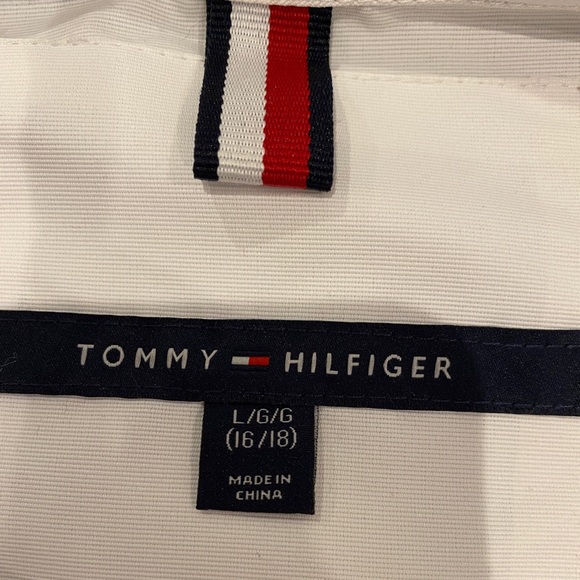 TOMMY HILFIGER
L/G/G
(16/18)
MADE IN
CHINA